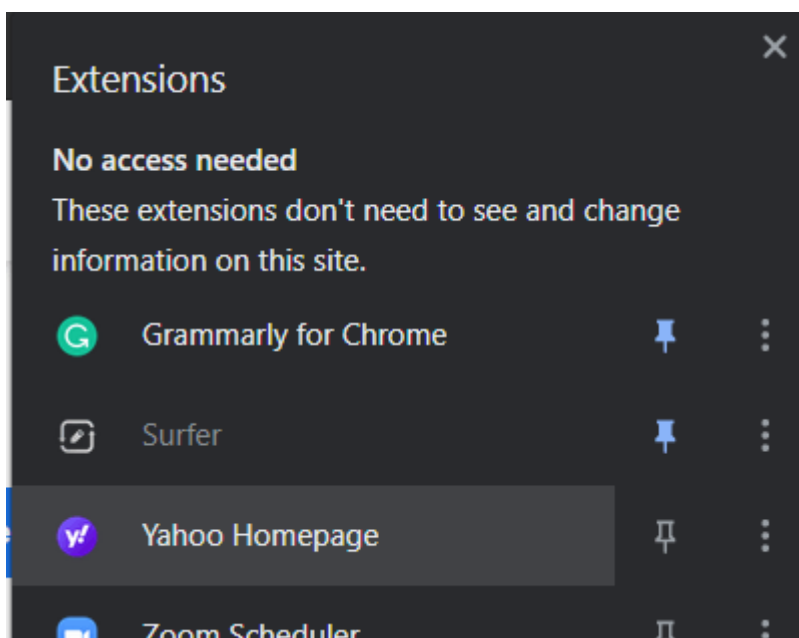 Extensions
No access needed
These extensions don't need to see and change
information on this site.
Grammarly for Chrome
Surfer
Yahoo Homepage
Zoom Scheduler